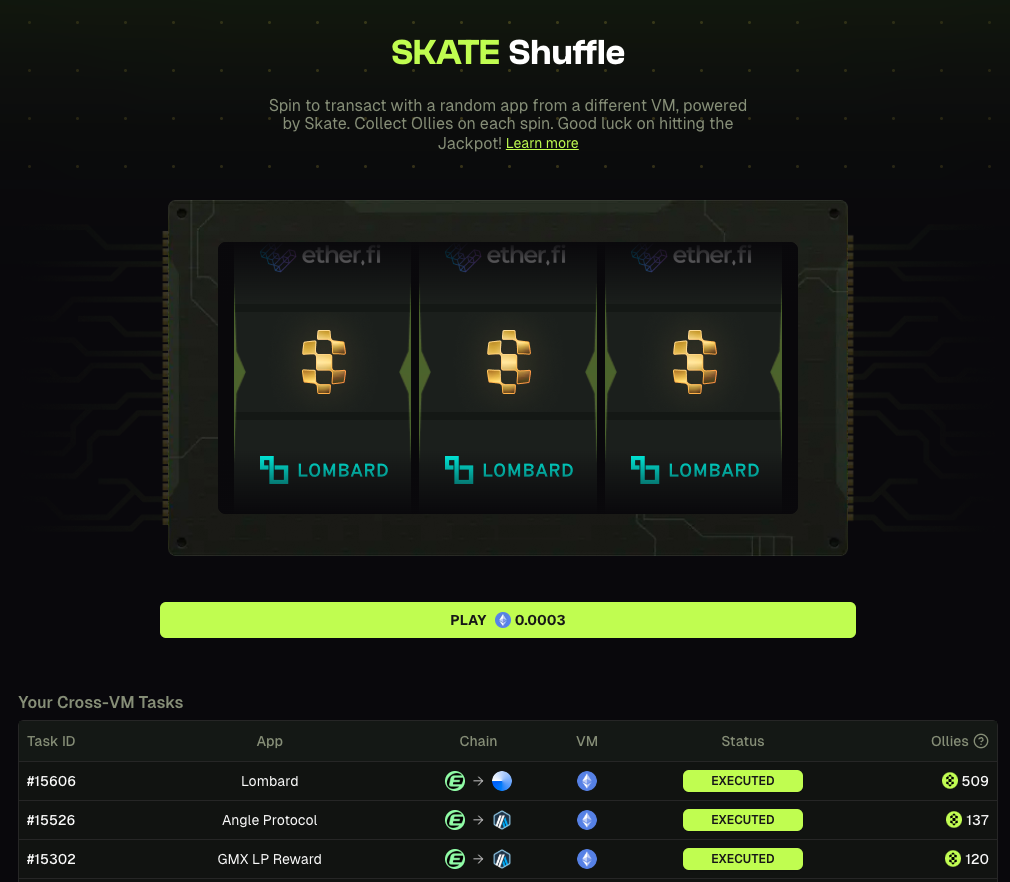 SKATE Shuffle
Spin to transact with a random app from a different VM, powered
by Skate. Collect Ollies on each spin. Good luck on hitting the
Jackpot! Learn more
ether.fi ether.fi ether.fi
LOMBARD LOMBARD LOMBARD
PLAY 0.0003
Your Cross-VM Tasks
Task ID App Chain VM Status Ollies ?
#15606 Lombard → EXECUTED 509
#15526 Angle Protocol → EXECUTED 137
#15302 GMX LP Reward → EXECUTED 120